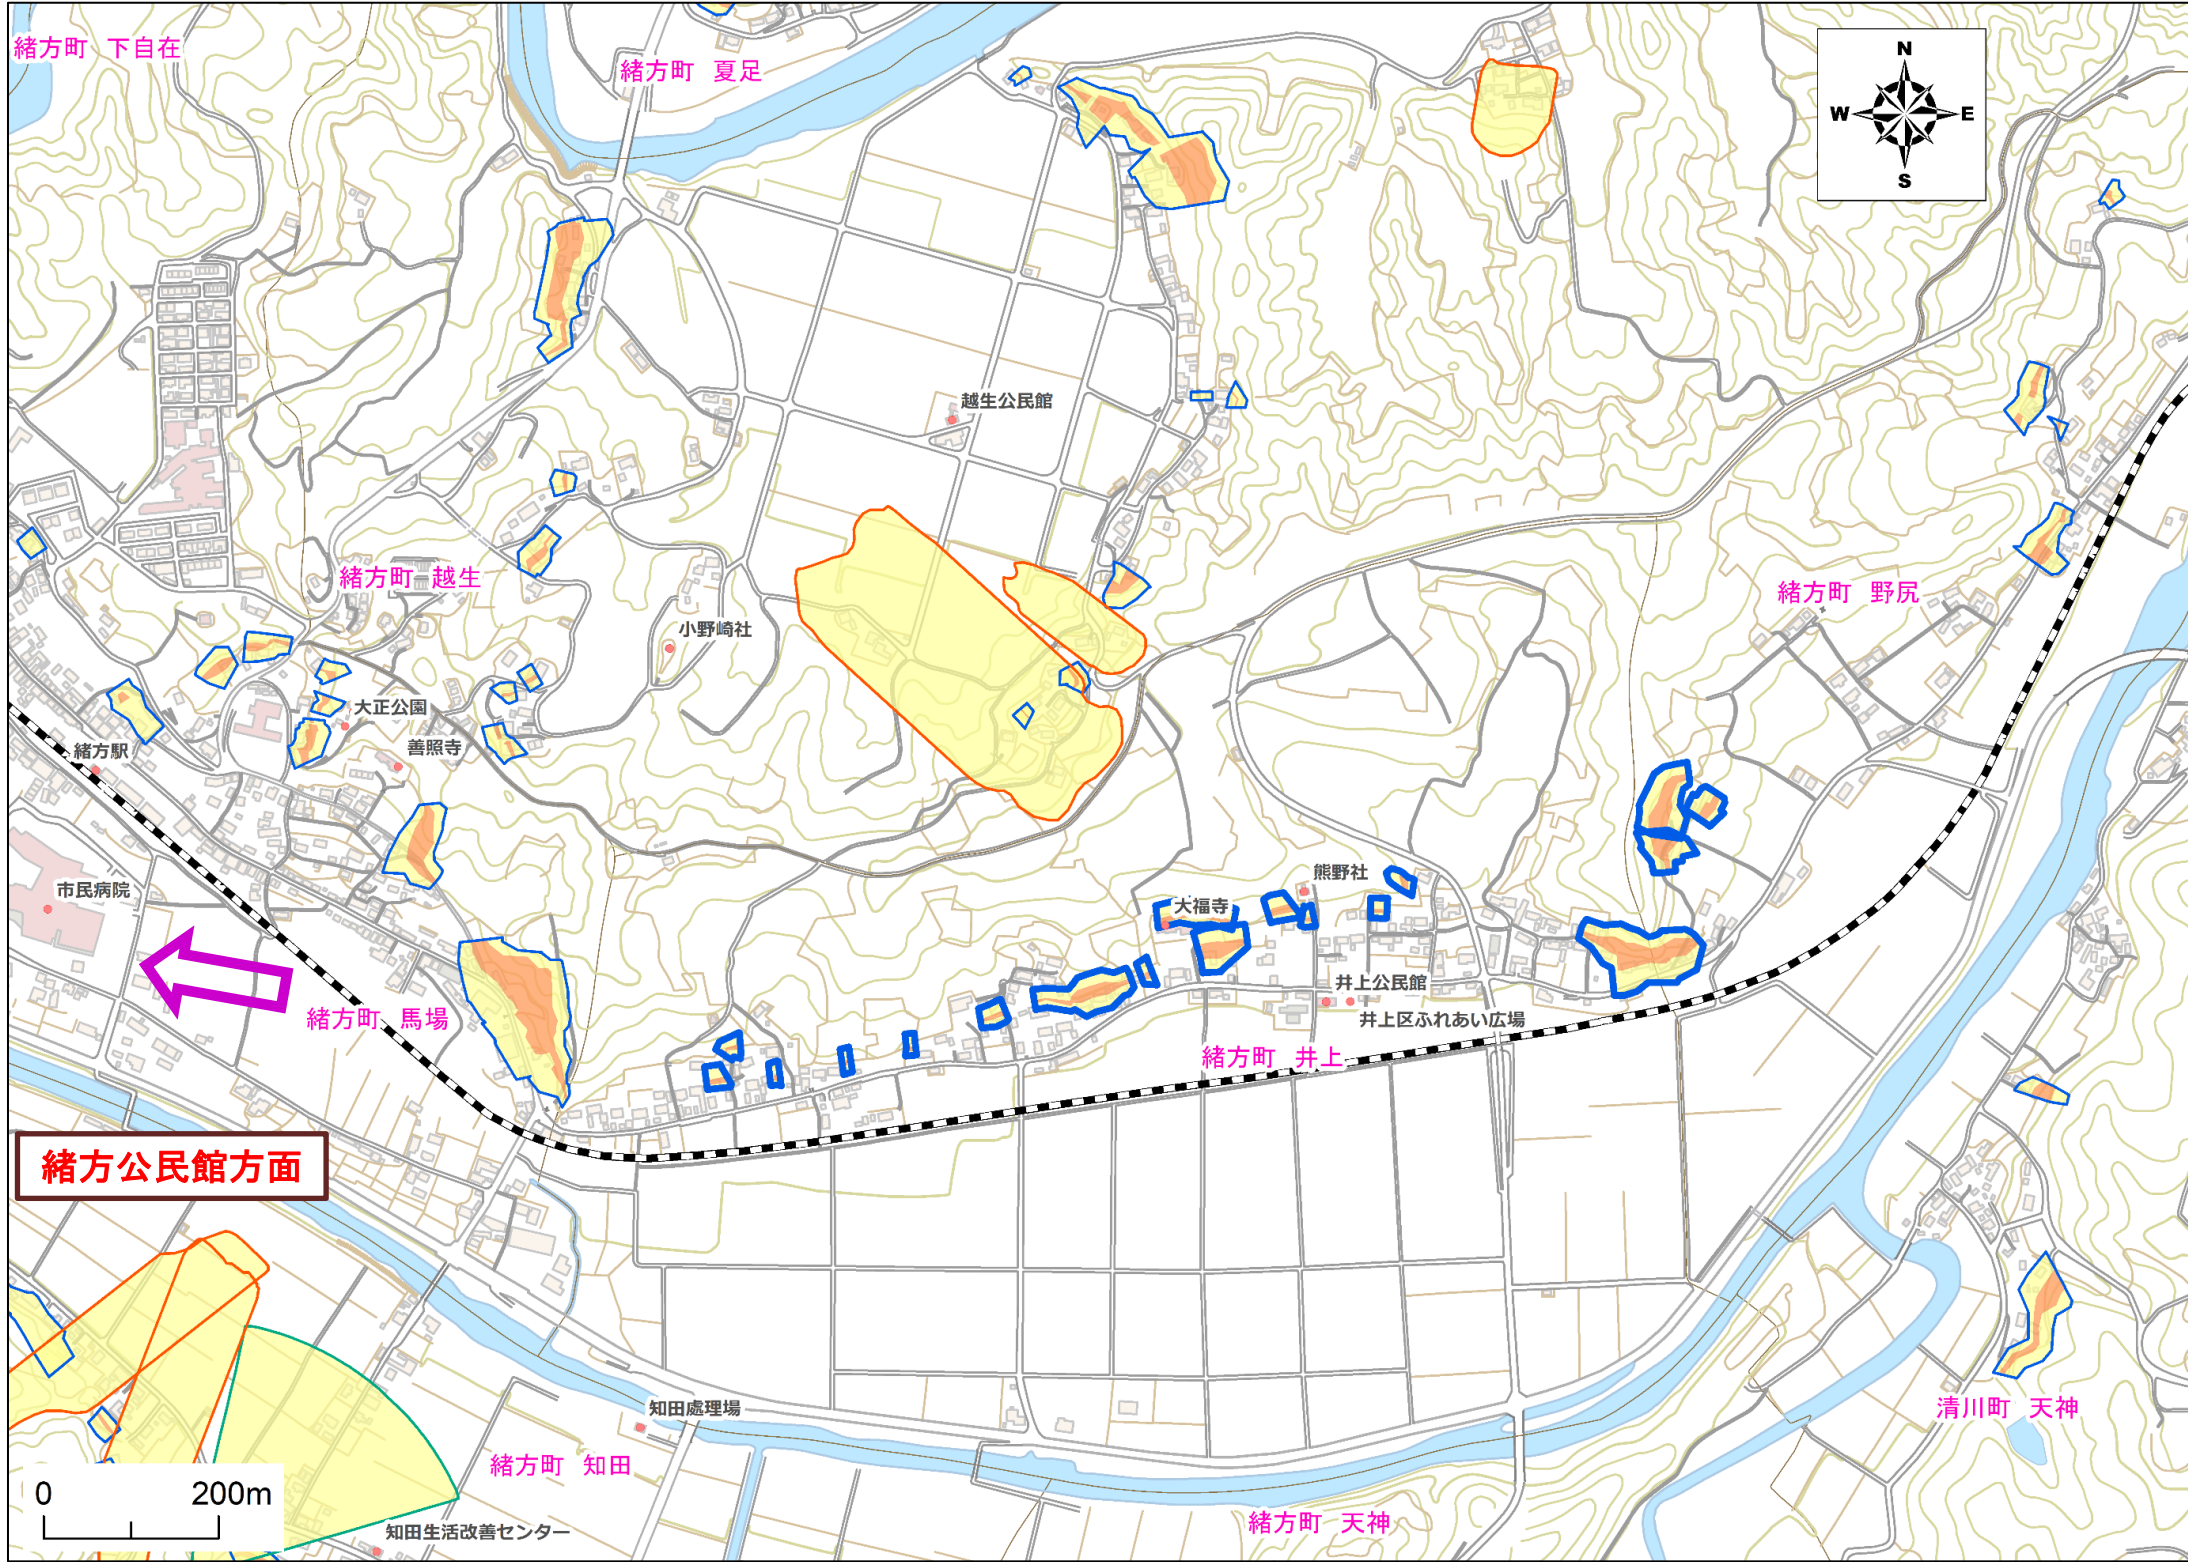 緒方町 下自在
緒方町 夏足
N
W
E
S
越生公民館
緒方町 越生
緒方町 野尻
小野崎社
大正公園
緒方駅
善照寺
熊野社
市民病院
大福寺
井上公民館
緒方町 馬場
井上区ふれあい広場
緒方町 井上
緒方公民館方面
知田處理場
清川町 天神
緒方町 知田
0
200m
緒方町 天神
知田生活改善センター